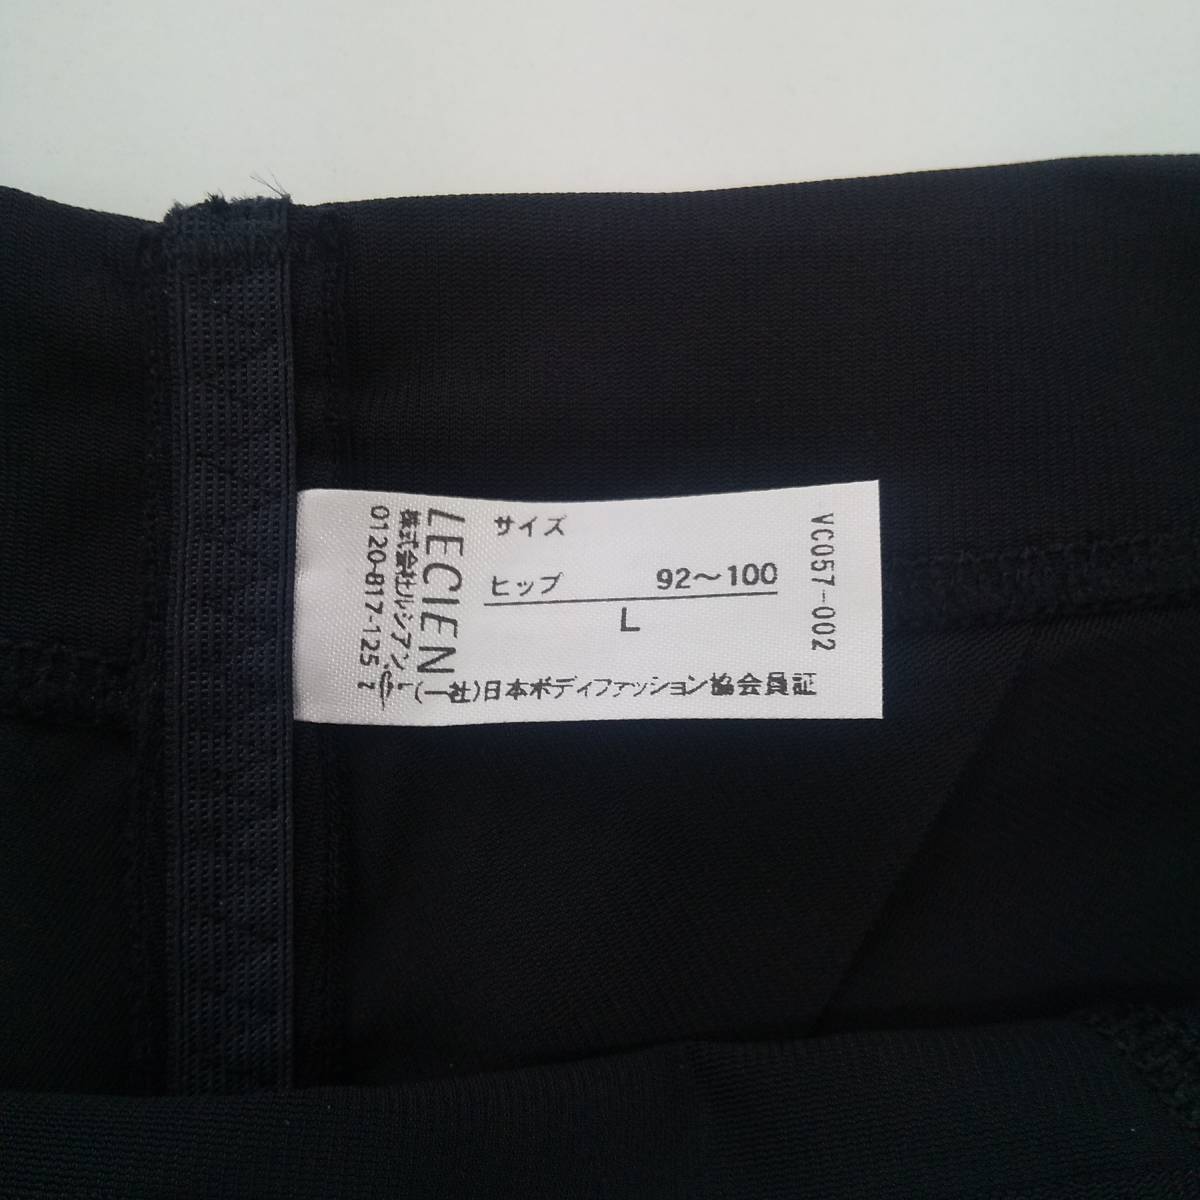 サイズ
ヒップ 92～100
L
(一社)日本ボディファッション協会員証
VC057-002
LECIEN
株式会社ルシアン
0120-817-125